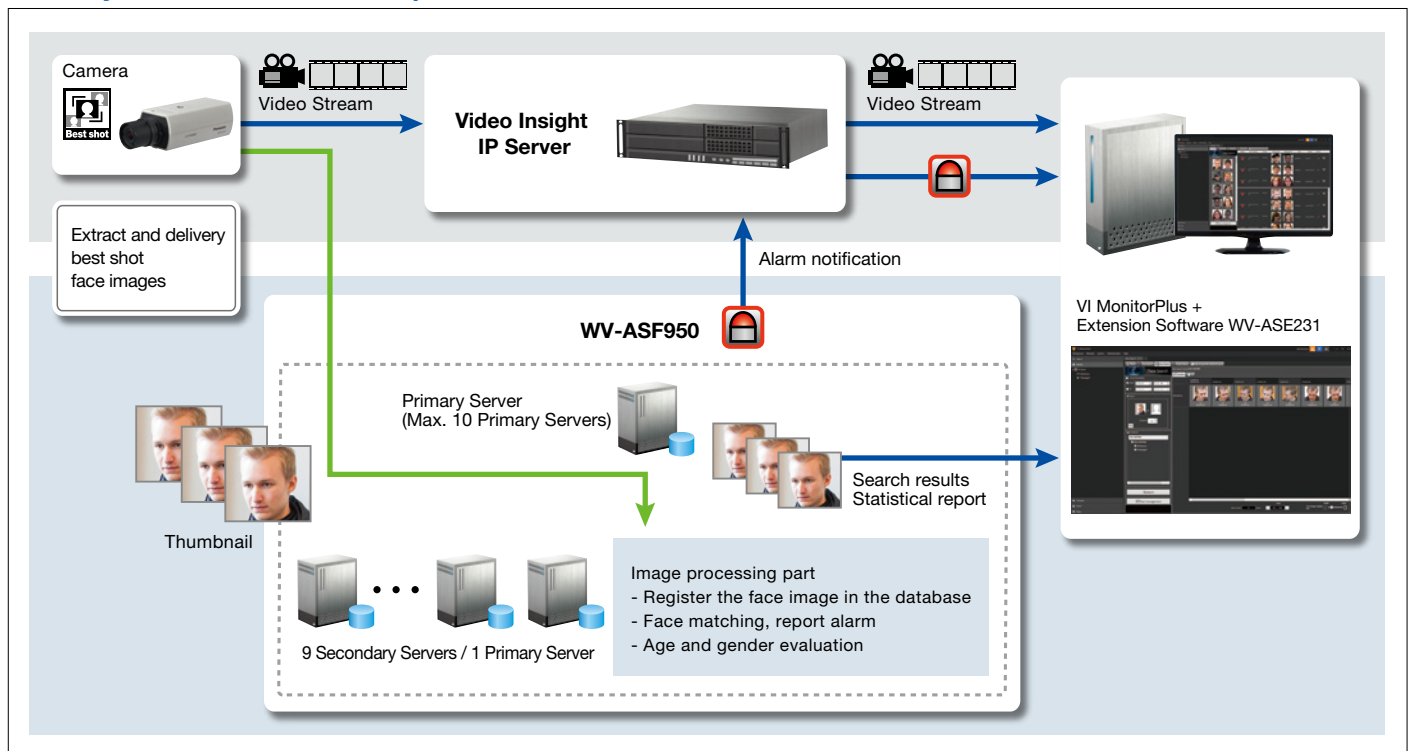 Camera
Best shot
Video Stream
Video Insight
IP Server
Video Stream
Extract and delivery
best shot
face images
Alarm notification
VI MonitorPlus +
Extension Software WV-ASE231
WV-ASF950
Primary Server
(Max. 10 Primary Servers)
Search results
Statistical report
Thumbnail
9 Secondary Servers / 1 Primary Server
Image processing part
- Register the face image in the database
- Face matching, report alarm
- Age and gender evaluation